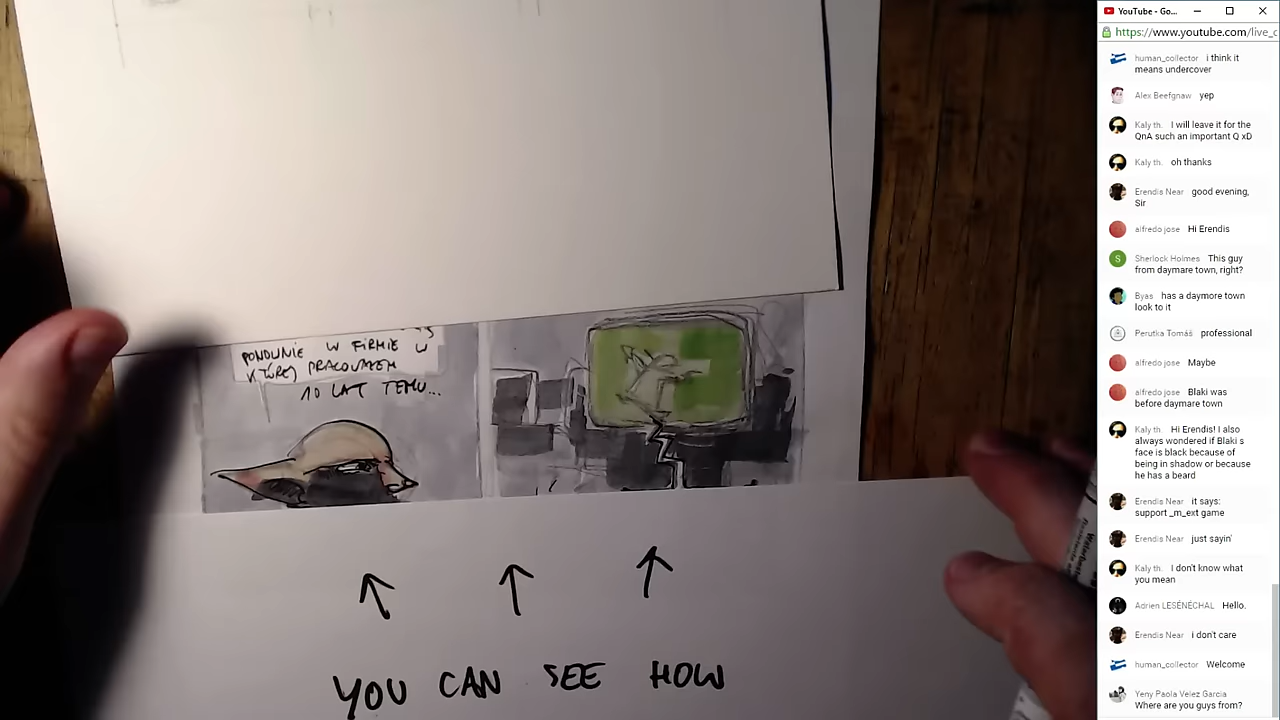 PONOWNIE W FIRMIE W
KTÓREJ PRACOWAŁEM
10 LAT TEMU...
YOU CAN SEE HOW
YouTube - Go...
https://www.youtube.com/live_c
human_collector i think it
means undercover
Alex Beefgnaw yep
Kaly th. I will leave it for the
QnA such an important Q xD
Kaly th. oh thanks
Erendis Near good evening,
Sir
alfredo jose Hi Erendis
S
Sherlock Holmes This guy
from daymare town, right?
Byas has a daymore town
look to it
Perutka Tomáš professional
alfredo jose Maybe
alfredo jose Blaki was
before daymare town
Kaly th. Hi Erendis! I also
always wondered if Blaki s
face is black because of
being in shadow or because
he has a beard
Erendis Near it says:
support _m_ext game
Erendis Near just sayin'
Kaly th. I don't know what
you mean
Adrien LESÉNÉCHAL Hello.
Erendis Near i don't care
human_collector Welcome
Yeny Paola Velez Garcia
Where are you guys from?